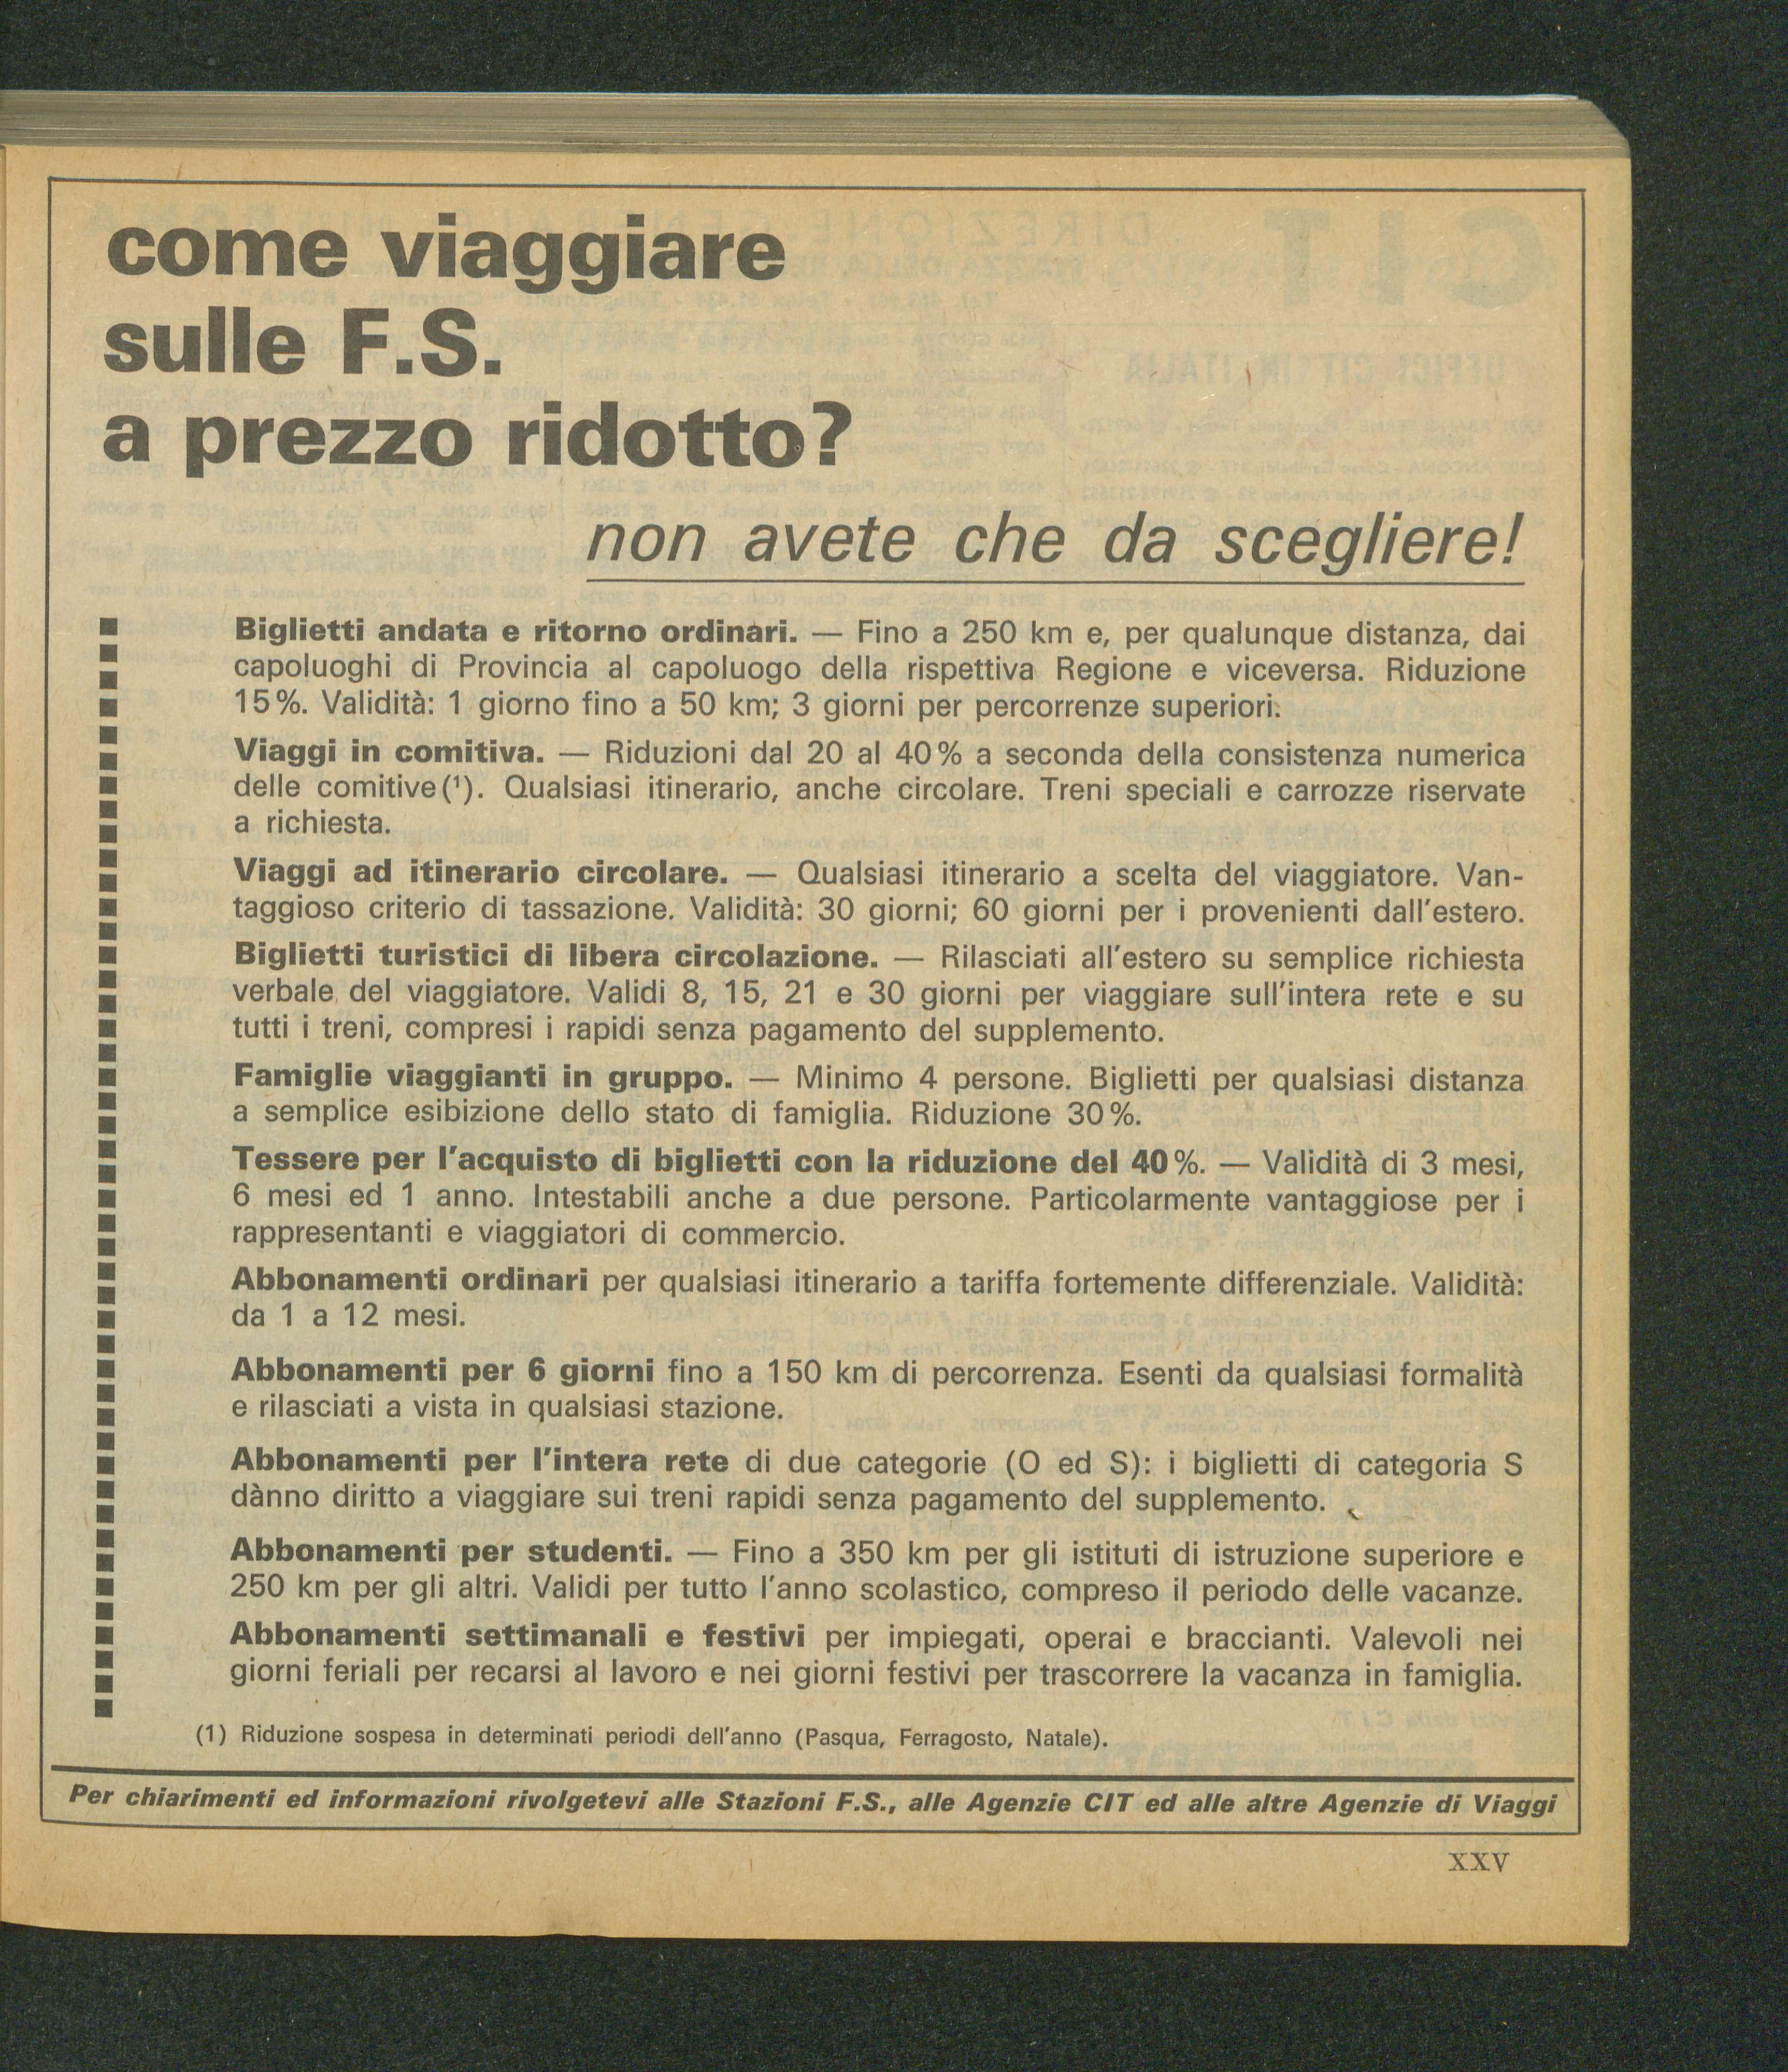 come viaggiare
sulle F.S.
a prezzo ridotto?
non avete che da scegliere!
Biglietti andata e ritorno ordinari. — Fino a 250 km e, per qualunque distanza, dai
capoluoghi di Provincia al capoluogo della rispettiva Regione e viceversa. Riduzione
15%. Validità: 1 giorno fino a 50 km; 3 giorni per percorrenze superiori.
Viaggi in comitiva. — Riduzioni dal 20 al 40% a seconda della consistenza numerica
delle comitive(¹). Qualsiasi itinerario, anche circolare. Treni speciali e carrozze riservate
a richiesta.
Viaggi ad itinerario circolare. — Qualsiasi itinerario a scelta del viaggiatore. Van-
taggioso criterio di tassazione. Validità: 30 giorni; 60 giorni per i provenienti dall'estero.
Biglietti turistici di libera circolazione. — Rilasciati all'estero su semplice richiesta
verbale del viaggiatore. Validi 8, 15, 21 e 30 giorni per viaggiare sull'intera rete e su
tutti i treni, compresi i rapidi senza pagamento del supplemento.
Famiglie viaggianti in gruppo. — Minimo 4 persone. Biglietti per qualsiasi distanza
a semplice esibizione dello stato di famiglia. Riduzione 30%.
Tessere per l'acquisto di biglietti con la riduzione del 40%. — Validità di 3 mesi,
6 mesi ed 1 anno. Intestabili anche a due persone. Particolarmente vantaggiose per i
rappresentanti e viaggiatori di commercio.
Abbonamenti ordinari per qualsiasi itinerario a tariffa fortemente differenziale. Validità:
da 1 a 12 mesi.
Abbonamenti per 6 giorni fino a 150 km di percorrenza. Esenti da qualsiasi formalità
e rilasciati a vista in qualsiasi stazione.
Abbonamenti per l'intera rete di due categorie (O ed S): i biglietti di categoria S
dànno diritto a viaggiare sui treni rapidi senza pagamento del supplemento.
Abbonamenti per studenti. — Fino a 350 km per gli istituti di istruzione superiore e
250 km per gli altri. Validi per tutto l'anno scolastico, compreso il periodo delle vacanze.
Abbonamenti settimanali e festivi per impiegati, operai e braccianti. Valevoli nei
giorni feriali per recarsi al lavoro e nei giorni festivi per trascorrere la vacanza in famiglia.
(1) Riduzione sospesa in determinati periodi dell'anno (Pasqua, Ferragosto, Natale).
Per chiarimenti ed informazioni rivolgetevi alle Stazioni F.S., alle Agenzie CIT ed alle altre Agenzie di Viaggi
XXV